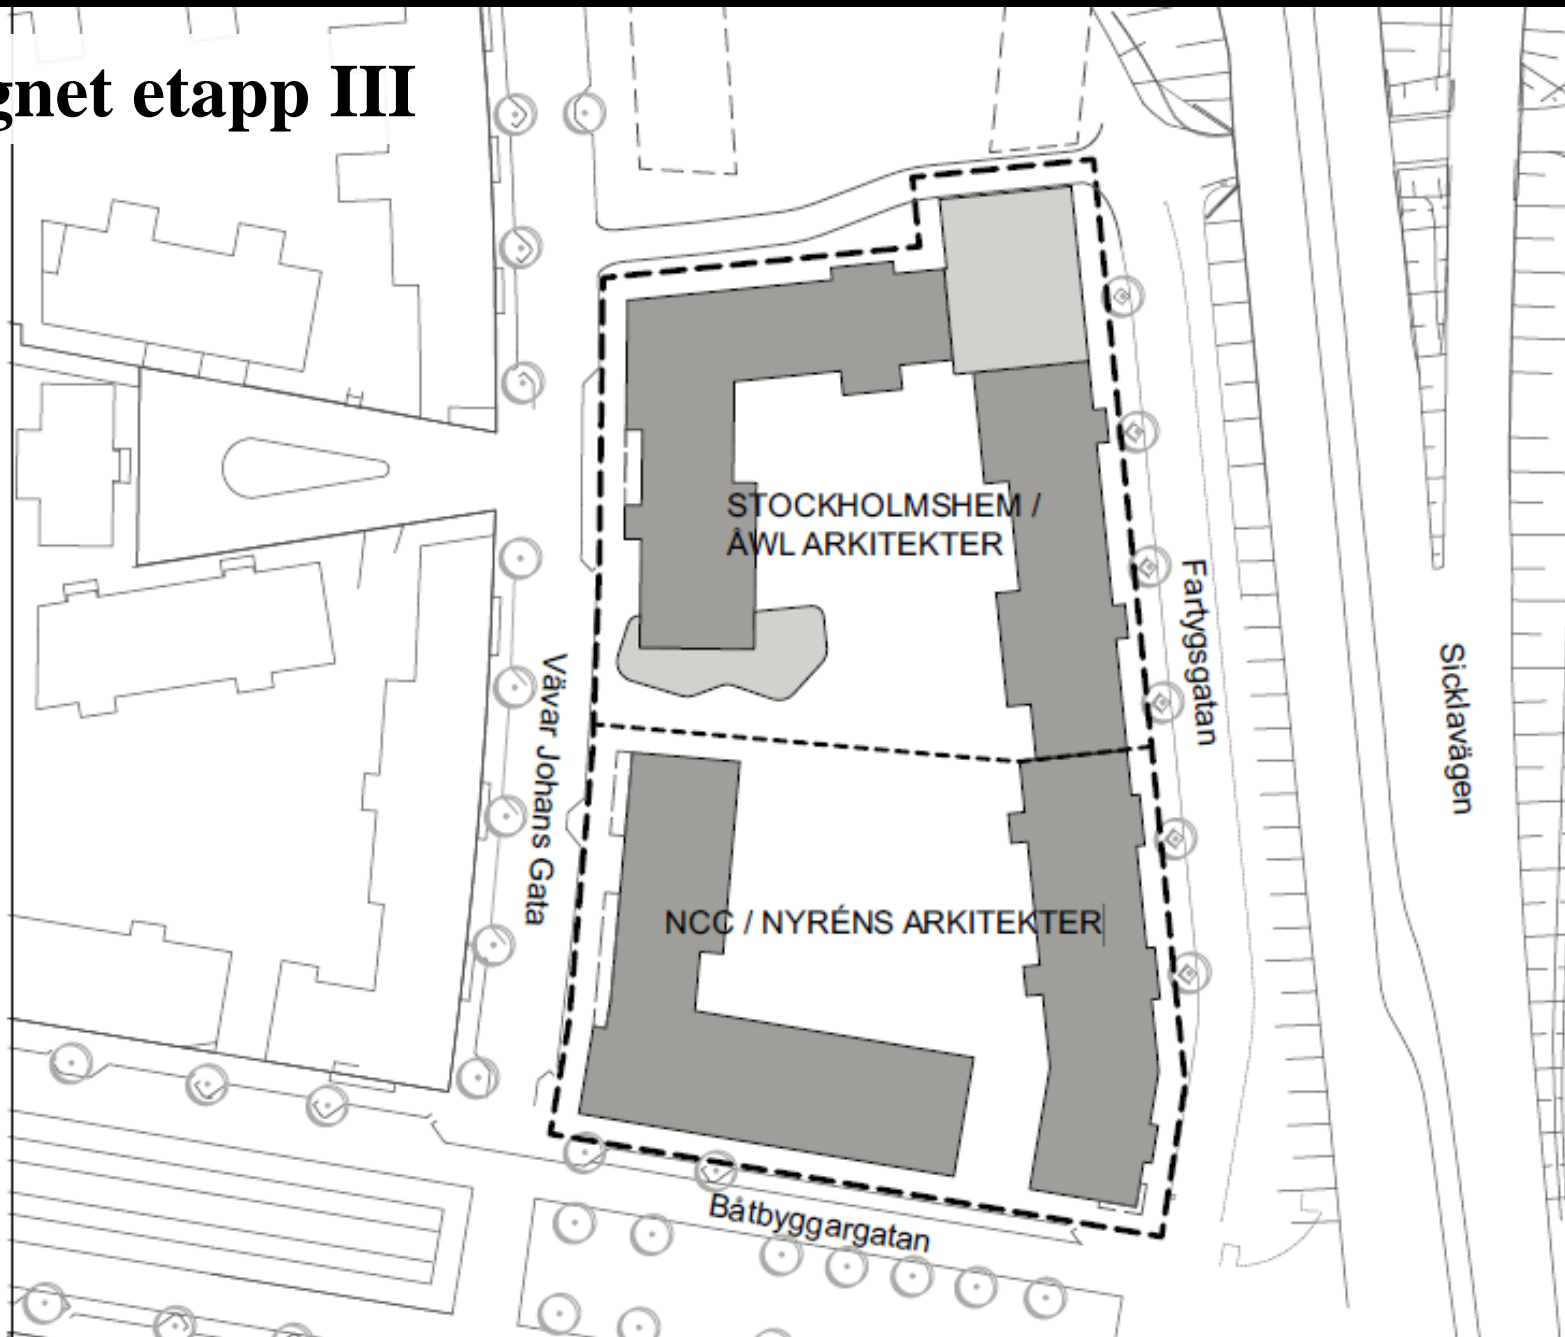 gnet etapp III
STOCKHOLMSHEM /
ÅWL ARKITEKTER
Fartygsgatan
Sicklavägen
Vävar Johans Gata
NCC / NYRÉNS ARKITEKTER
Båtbyggargatan